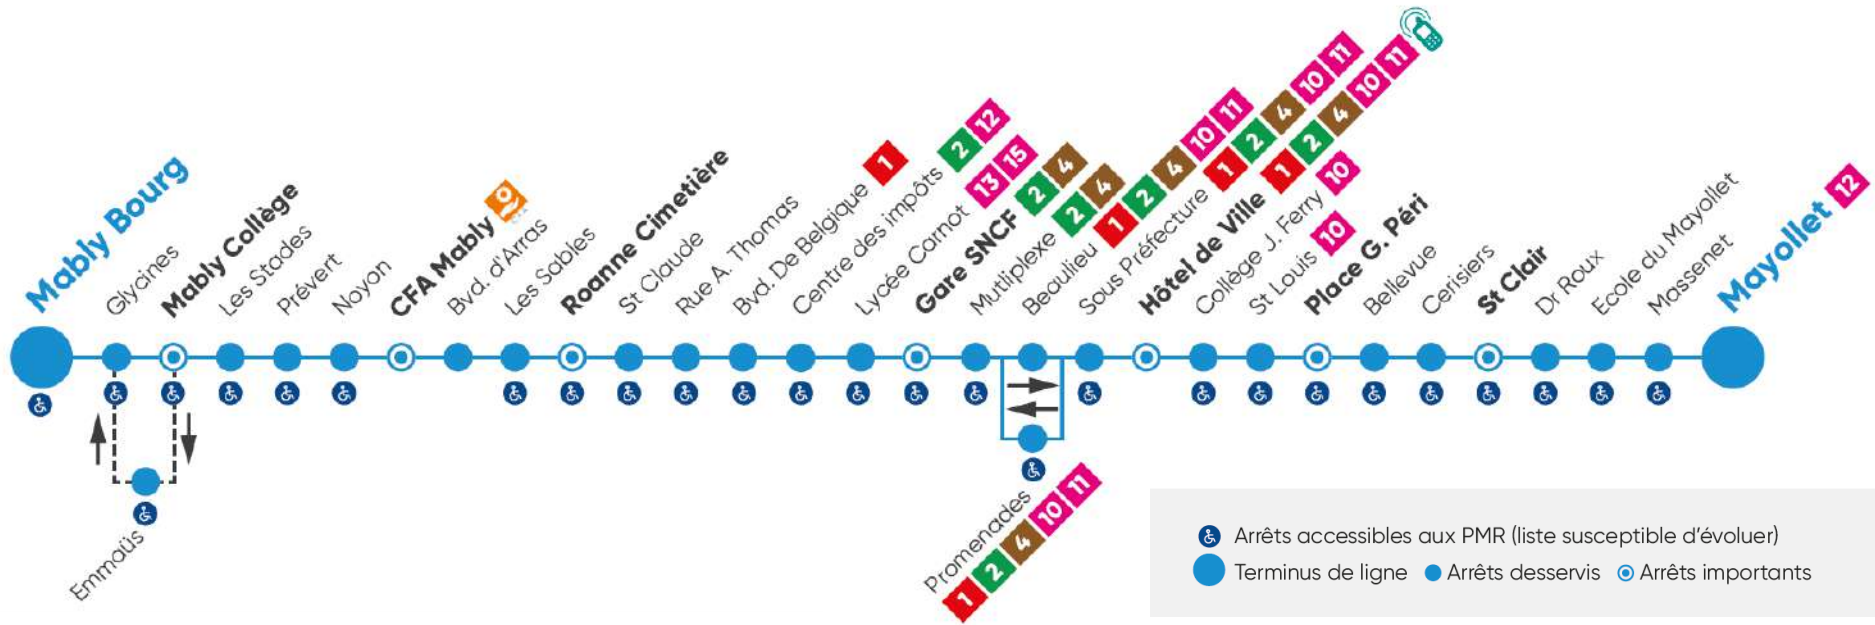 Mably Bourg
Glycines
Mably Collège
Les Stades
Prévert
Noyon
CFA Mably
Bvd. d'Arras
Les Sables
Roanne Cimetière
St Claude
Rue A. Thomas
Bvd. De Belgique 1
Centre des impôts 2 12
Lycée Carnot 13 15
Gare SNCF 2 4
Mutliplexe 2 4
Beaulieu 1 2 4 10 11
Sous Préfecture 1 2 4 10 11
Hôtel de Ville 1 2 4 10 11
Collège J. Ferry 10
St Louis 10
Place G. Péri
Bellevue
Cerisiers
St Clair
Dr Roux
Ecole du Mayollet
Massenet
Mayollet 12
Emmaüs
Promenades
1 2 4 10 11
Arrêts accessibles aux PMR (liste susceptible d'évoluer)
Terminus de ligne Arrêts desservis Arrêts importants